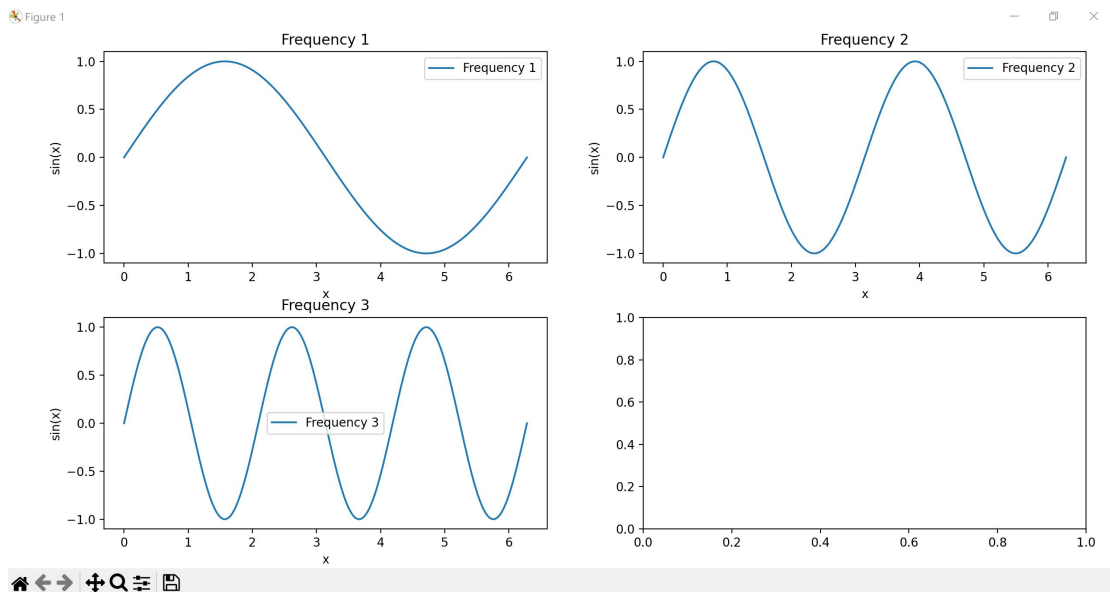 Figure 1
Frequency 1
1.0
0.5
0.0
−0.5
−1.0
sin(x)
Frequency 1
0 1 2 3 4 5 6
x
Frequency 2
1.0
0.5
0.0
−0.5
−1.0
sin(x)
Frequency 2
0 1 2 3 4 5 6
x
Frequency 3
1.0
0.5
0.0
−0.5
−1.0
sin(x)
Frequency 3
0 1 2 3 4 5 6
x
1.0
0.8
0.6
0.4
0.2
0.0
0.0 0.2 0.4 0.6 0.8 1.0